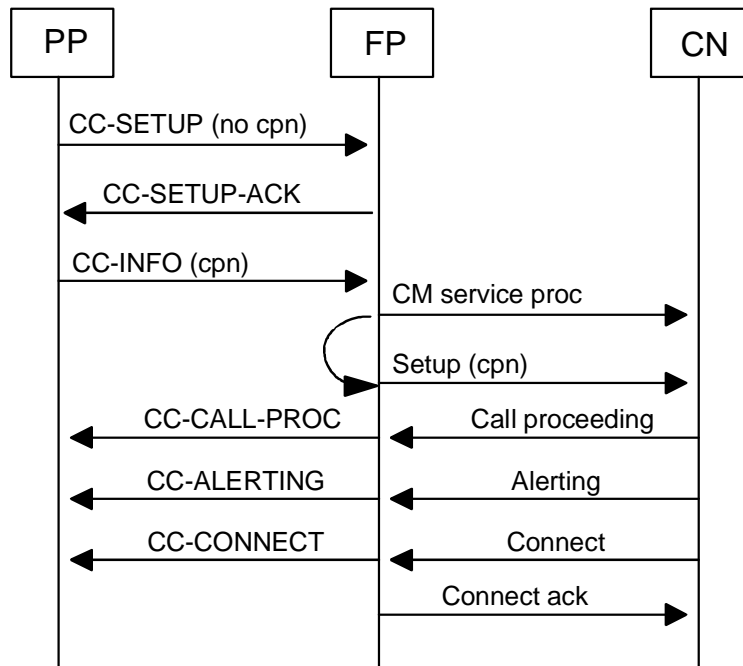 PP
FP
CN
CC-SETUP (no cpn)
CC-SETUP-ACK
CC-INFO (cpn)
CM service proc
Setup (cpn)
CC-CALL-PROC
Call proceeding
CC-ALERTING
Alerting
CC-CONNECT
Connect
Connect ack